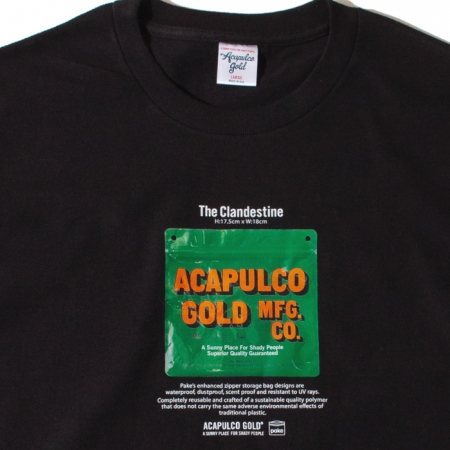 Acapulco
Gold
LARGE
The Clandestine
H:17.5cm x W:18cm
ACAPULCO
GOLD MFG.
CO.
A Sunny Place For Shady People
Superior Quality Guaranteed
Pake's enhanced zipper storage bag designs are
waterproof, dustproof, scent proof and resistant to UV rays.
Completely reusable and crafted of a sustainable quality polymer
that does not carry the same adverse environmental effects of
traditional plastic.
ACAPULCO GOLD®
A SUNNY PLACE FOR SHADY PEOPLE
pake